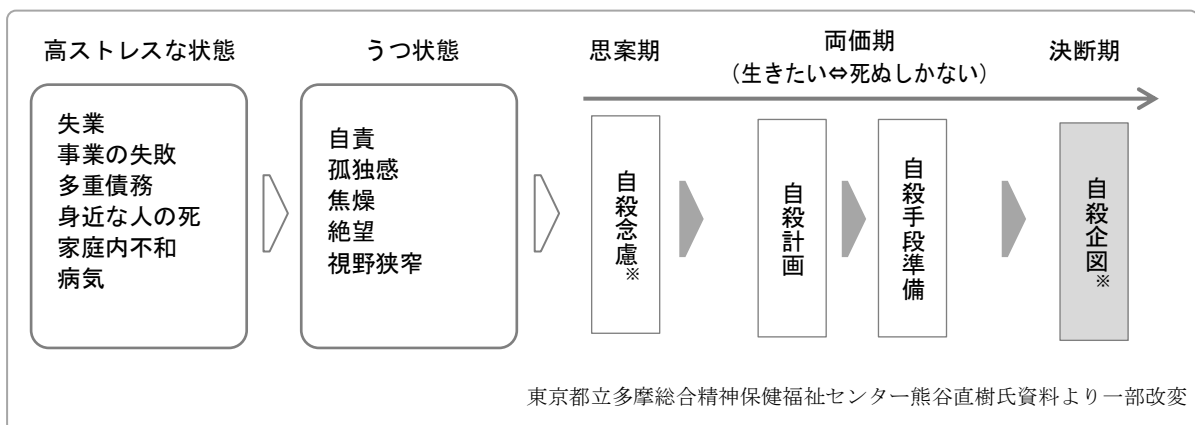 高ストレスな状態
うつ状態
思案期
両価期
（生きたい⇔死ぬしかない）
決断期
失業
事業の失敗
多重債務
身近な人の死
家庭内不和
病気
自責
孤独感
焦燥
絶望
視野狭窄
自殺念慮※
自殺計画
自殺手段準備
自殺企図※
東京都立多摩総合精神保健福祉センター熊谷直樹氏資料より一部改変